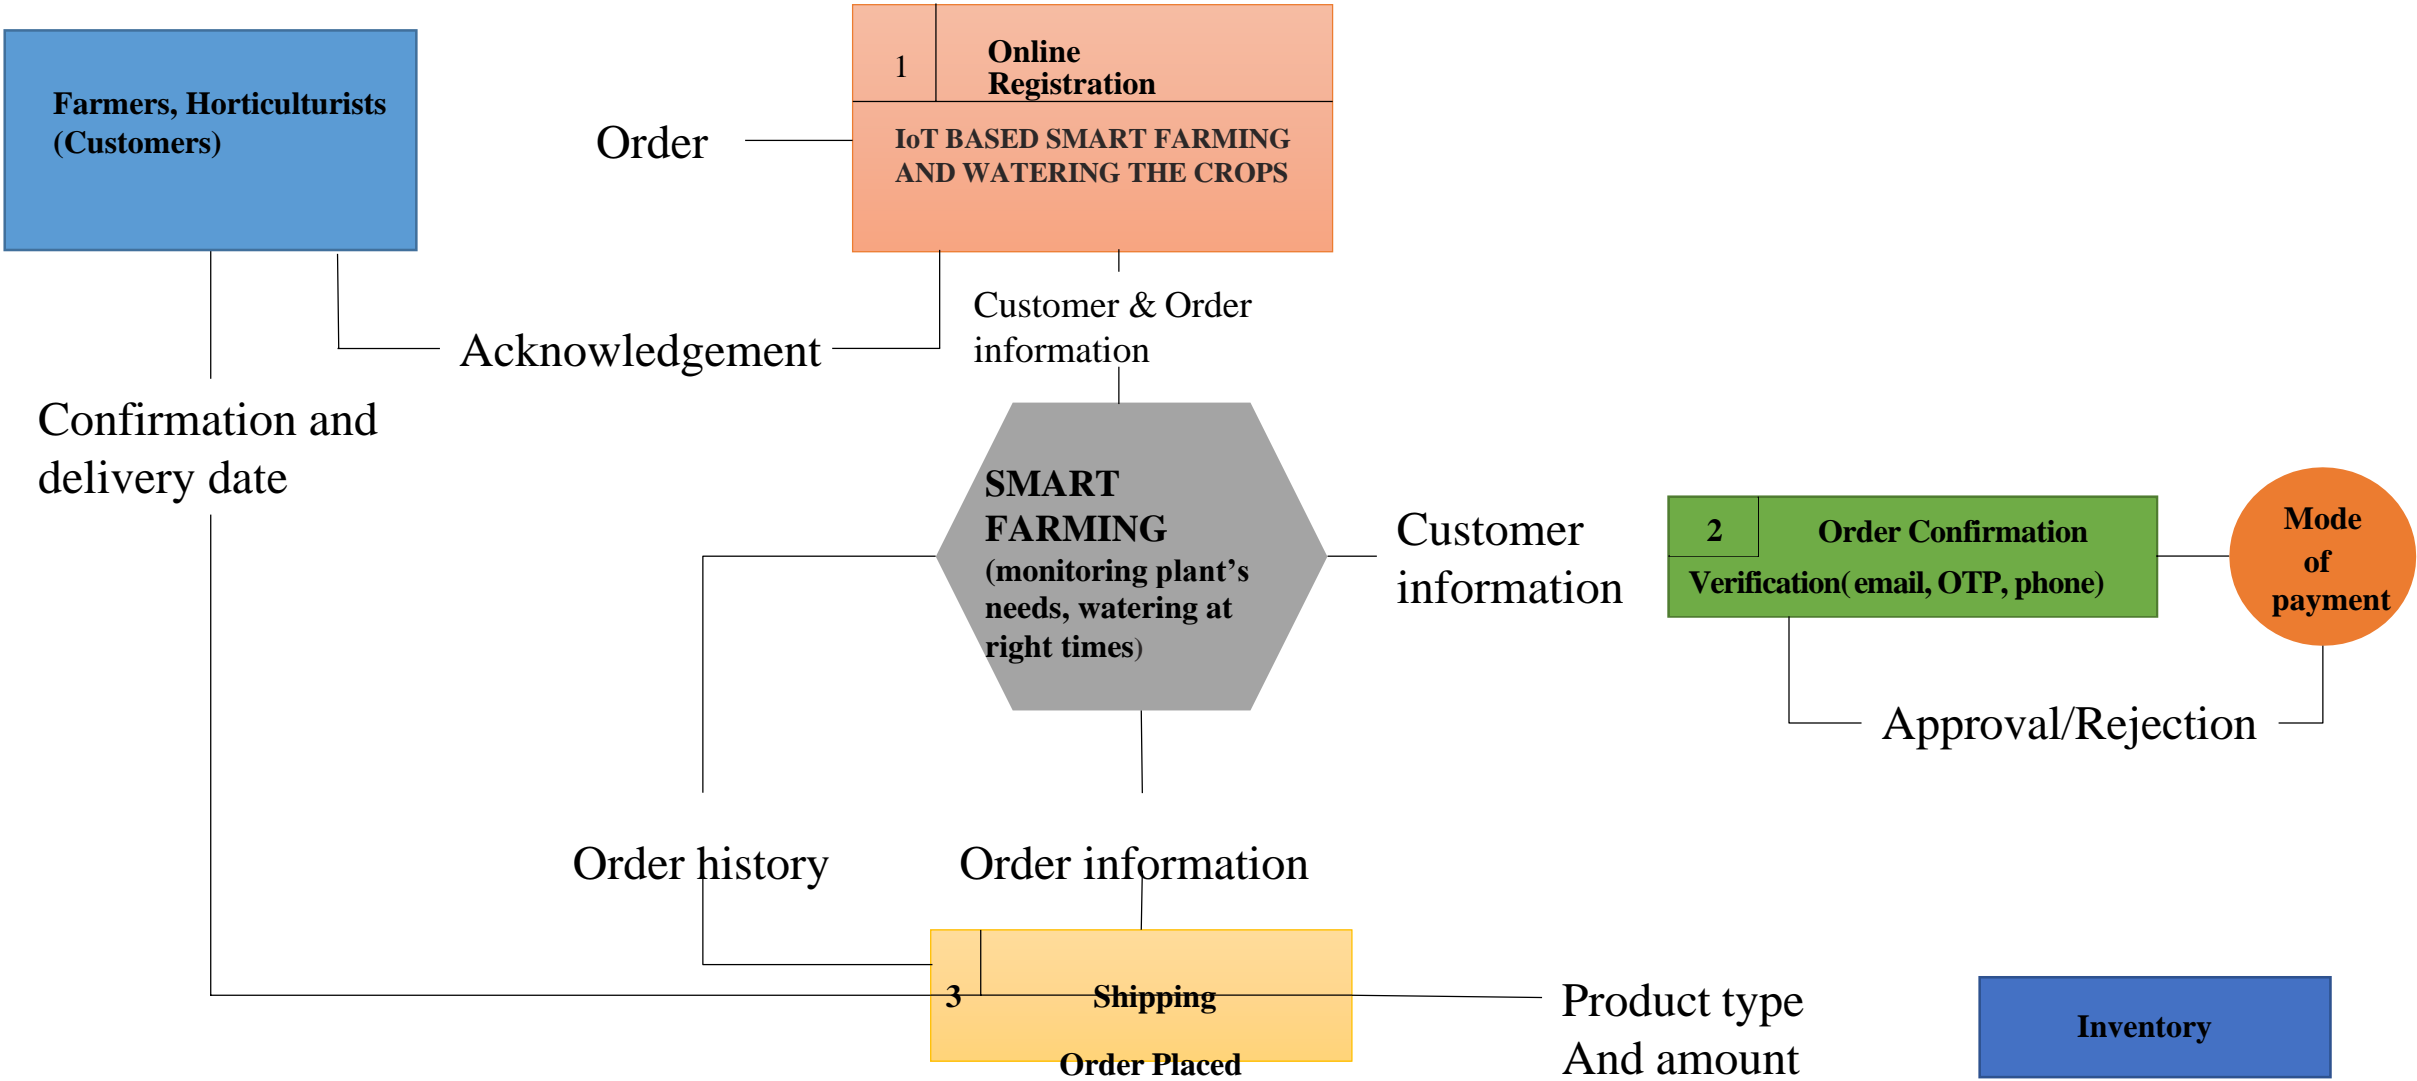 Farmers, Horticulturists
(Customers)
1
Online
Registration
IoT BASED SMART FARMING
AND WATERING THE CROPS
Order
Customer & Order
information
Acknowledgement
Confirmation and
delivery date
SMART
FARMING
(monitoring plant’s
needs, watering at
right times)
Customer
information
2
Order Confirmation
Verification( email, OTP, phone)
Mode
of
payment
Approval/Rejection
Order history
Order information
3
Shipping
Order Placed
Product type
And amount
Inventory